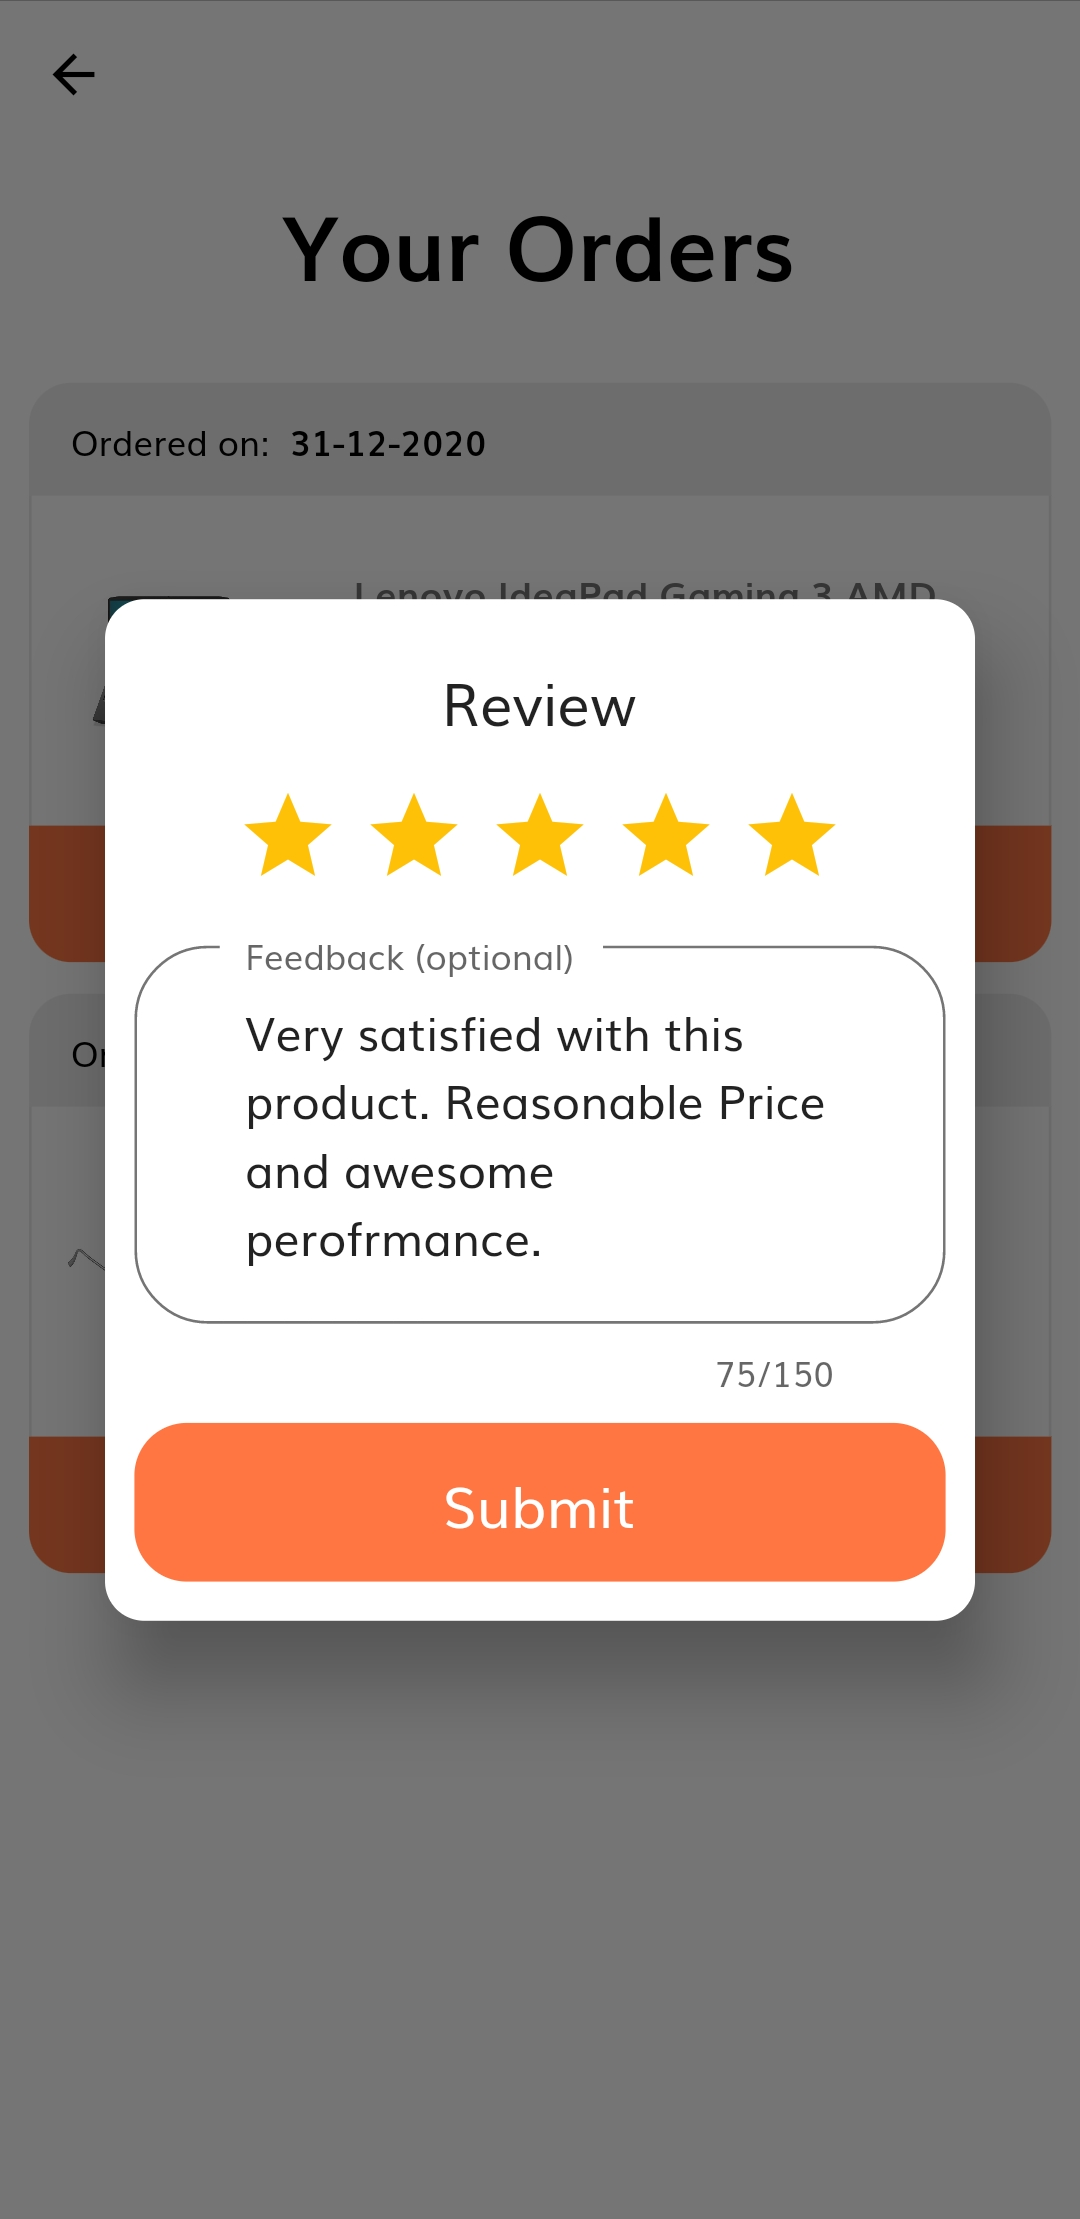 Your Orders
Ordered on: 31-12-2020
Lenovo IdeaPad Gaming 3 AMD
Review
Feedback (optional)
Very satisfied with this
product. Reasonable Price
and awesome
perofrmance.
75/150
Submit